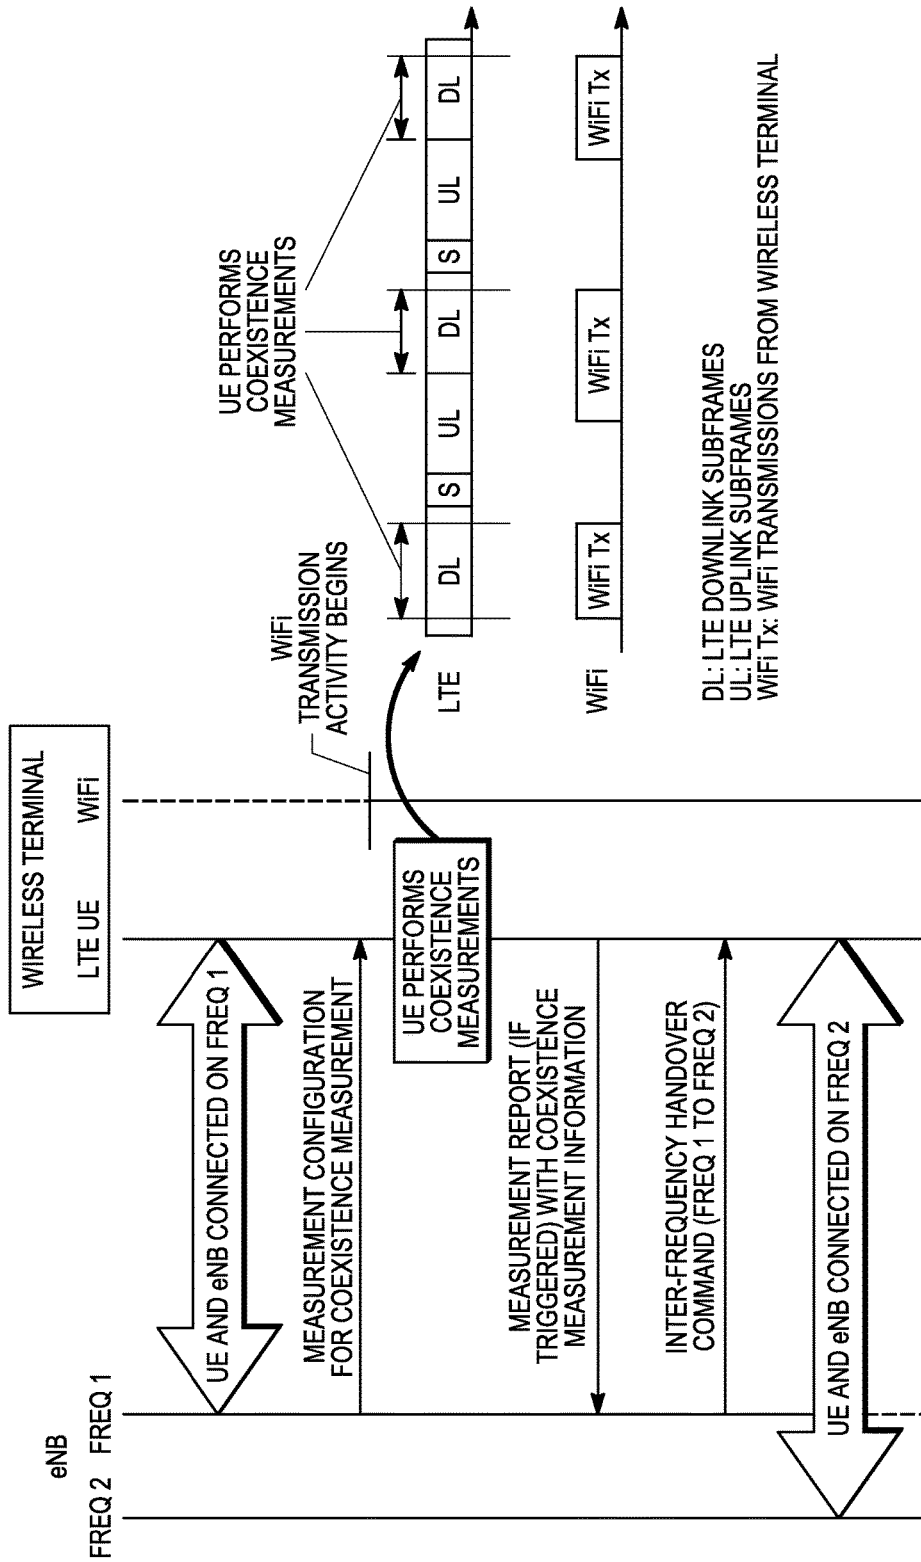 eNB
FREQ 2
FREQ 1
WIRELESS TERMINAL
LTE UE
WiFi
UE AND eNB CONNECTED ON FREQ 1
MEASUREMENT CONFIGURATION
FOR COEXISTENCE MEASUREMENT
WiFi
TRANSMISSION
ACTIVITY BEGINS
UE PERFORMS
COEXISTENCE
MEASUREMENTS
MEASUREMENT REPORT (IF
TRIGGERED) WITH COEXISTENCE
MEASUREMENT INFORMATION
INTER-FREQUENCY HANDOVER
COMMAND (FREQ 1 TO FREQ 2)
UE AND eNB CONNECTED ON FREQ 2
UE PERFORMS
COEXISTENCE
MEASUREMENTS
LTE
DL
S
UL
DL
S
UL
DL
WiFi
WiFi Tx
WiFi Tx
WiFi Tx
DL: LTE DOWNLINK SUBFRAMES
UL: LTE UPLINK SUBFRAMES
WiFi Tx: WiFi TRANSMISSIONS FROM WIRELESS TERMINAL